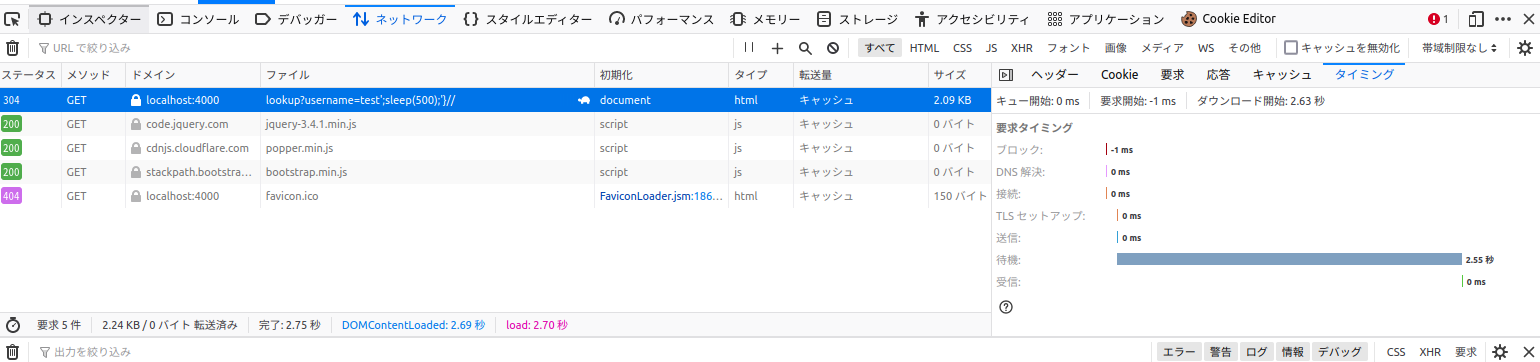 インスペクター コンソール デバッガー ネットワーク スタイルエディター パフォーマンス メモリー ストレージ アクセシビリティ アプリケーション Cookie Editor 1
URL で絞り込み すべて HTML CSS JS XHR フォント 画像 メディア WS その他 キャッシュを無効化 帯域制限なし
ステータス メソッド ドメイン ファイル 初期化 タイプ 転送量 サイズ
304 GET localhost:4000 lookup?username=test';sleep(500);'}// document html キャッシュ 2.09 KB
200 GET code.jquery.com jquery-3.4.1.min.js script js キャッシュ 0 バイト
200 GET cdnjs.cloudflare.com popper.min.js script js キャッシュ 0 バイト
200 GET stackpath.bootstra... bootstrap.min.js script js キャッシュ 0 バイト
404 GET localhost:4000 favicon.ico FaviconLoader.jsm:186... html キャッシュ 150 バイト
ヘッダー Cookie 要求 応答 キャッシュ タイミング
キュー開始: 0 ms 要求開始: -1 ms ダウンロード開始: 2.63 秒
要求タイミング
ブロック: -1 ms
DNS 解決: 0 ms
接続: 0 ms
TLS セットアップ: 0 ms
送信: 0 ms
待機: 2.55 秒
受信: 0 ms
要求 5 件 2.24 KB / 0 バイト 転送済み 完了: 2.75 秒 DOMContentLoaded: 2.69 秒 load: 2.70 秒
出力を絞り込み エラー 警告 ログ 情報 デバッグ CSS XHR 要求